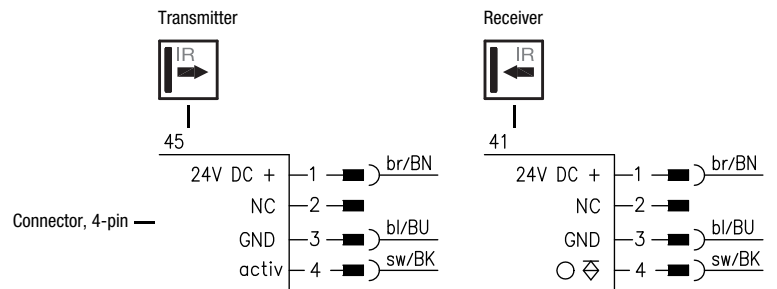 Transmitter
Receiver
IR
IR
45
41
24V DC + 1 br/BN
24V DC + 1 br/BN
NC 2
NC 2
Connector, 4-pin
GND 3 bl/BU
GND 3 bl/BU
activ 4 sw/BK
4 sw/BK